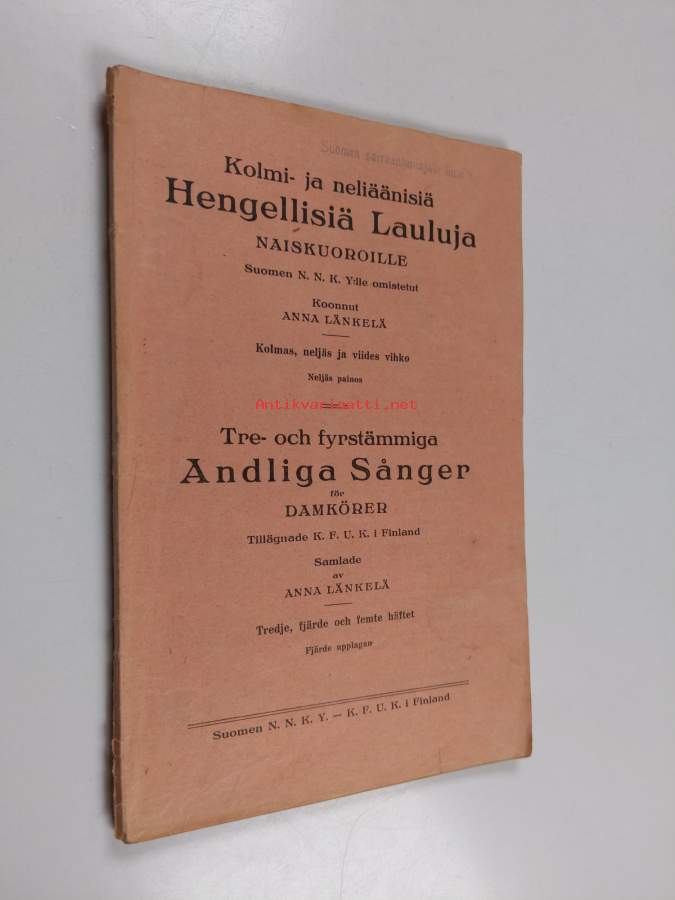 Suomen
Kolmi- ja neliäänisiä
Hengellisiä Lauluja
NAISKUOROILLE
Suomen N. N. K. Y:lle omistetut
Koonnut
ANNA LÄNKELÄ
Kolmas, neljäs ja viides vihko
Neljäs painos
Antikvariaatti.net
Tre- och fyrstämmiga
Andliga Sånger
för
DAMKÖRER
Tillägnade K. F. U. K. i Finland
Samlade
av
ANNA LÄNKELÄ
Tredje, fjärde och femte häftet
Fjärde upplagan
Suomen N. N. K. Y. — K. F. U. K. i Finland